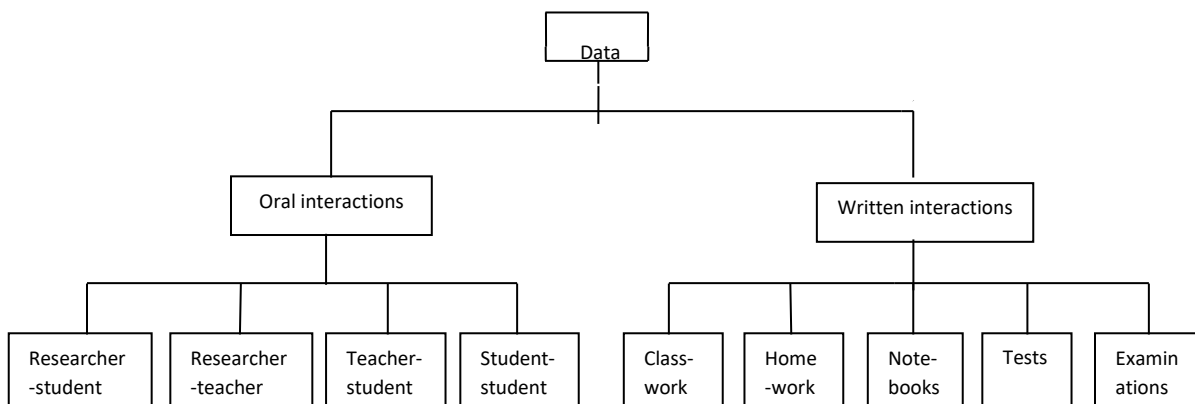 Data
Oral interactions
Written interactions
Researcher
-student
Researcher
-teacher
Teacher-
student
Student-
student
Class-
work
Home
-work
Note-
books
Tests
Examin
ations